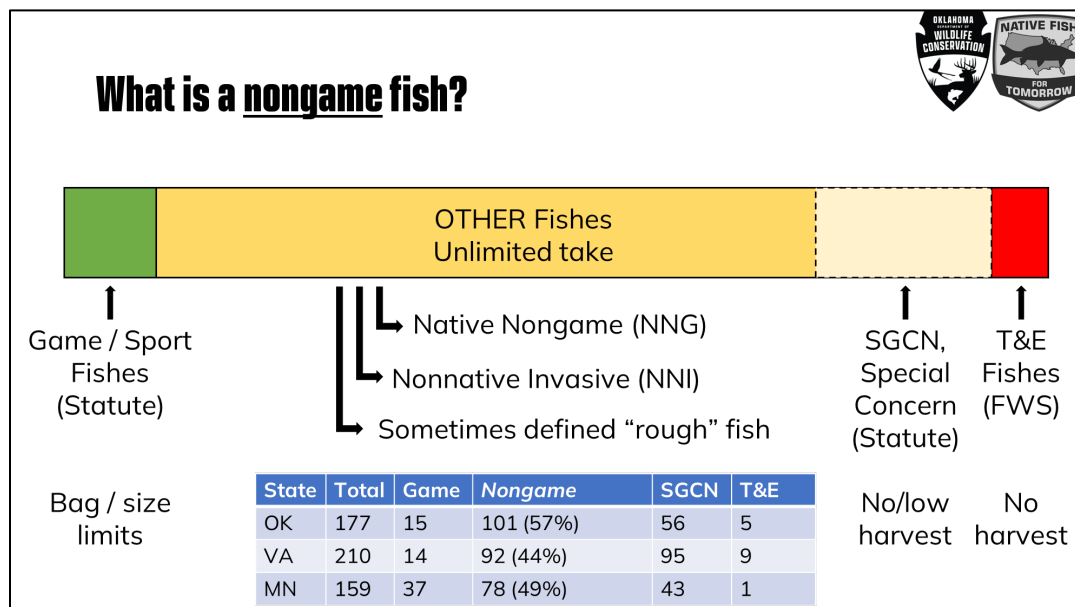 OKLAHOMA
DEPARTMENT OF
WILDLIFE
CONSERVATION
NATIVE FISH
FOR
TOMORROW
What is a nongame fish?
OTHER Fishes
Unlimited take
Game / Sport
Fishes
(Statute)
Native Nongame (NNG)
Nonnative Invasive (NNI)
Sometimes defined “rough” fish
SGCN,
Special
Concern
(Statute)
T&E
Fishes
(FWS)
Bag / size
limits
State Total Game Nongame SGCN T&E
OK 177 15 101 (57%) 56 5
VA 210 14 92 (44%) 95 9
MN 159 37 78 (49%) 43 1
No/low
harvest
No
harvest